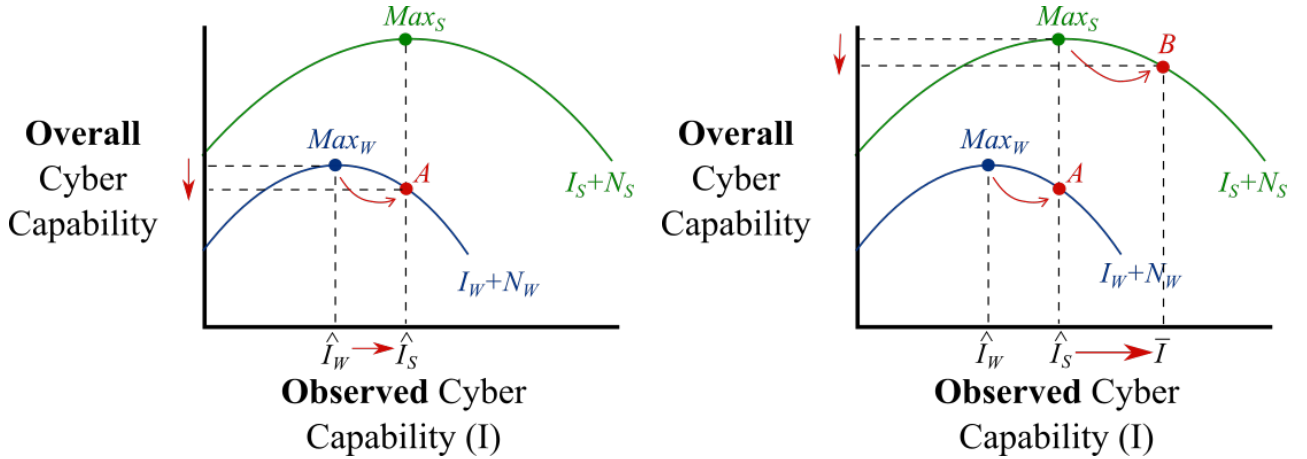 Max_S
Max_W
A
Overall
Cyber
Capability
I_S+N_S
I_W+N_W
Î_W
Î_S
Observed Cyber
Capability (I)
Max_S
B
Max_W
A
Overall
Cyber
Capability
I_S+N_S
I_W+N_W
Î_W
Î_S
Ī
Observed Cyber
Capability (I)